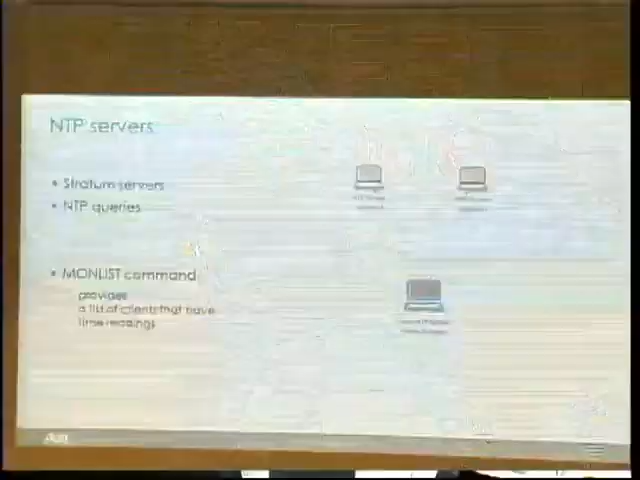 NTP servers
• Stratum servers
• NTP queries
• MONLIST command
provides
a list of clients that have
time readings